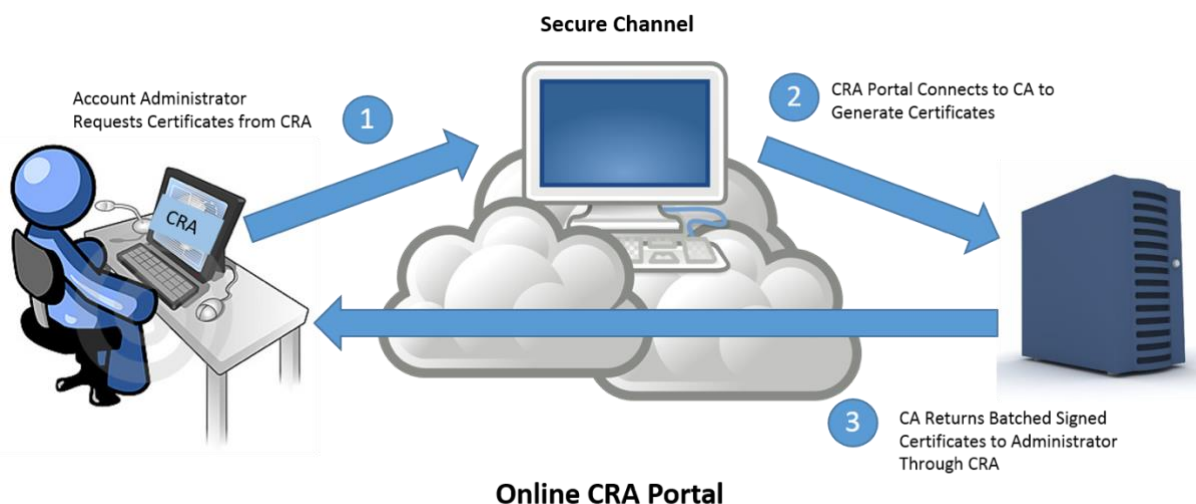 Secure Channel
Account Administrator
Requests Certificates from CRA
1
2
CRA Portal Connects to CA to
Generate Certificates
CRA
3
CA Returns Batched Signed
Certificates to Administrator
Through CRA
Online CRA Portal